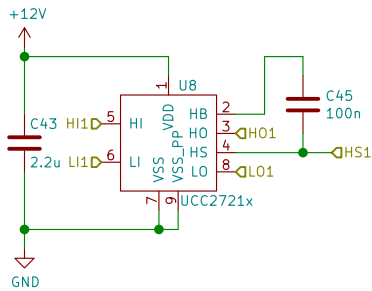 +12V
1
U8
C43
2.2u
C45
100n
HI1
5
HI
VDD
HB
2
HO
3
HO1
HS
4
HS1
LI1
6
LI
LO
8
LO1
VSS
VSS_PP
7
9
UCC2721x
GND